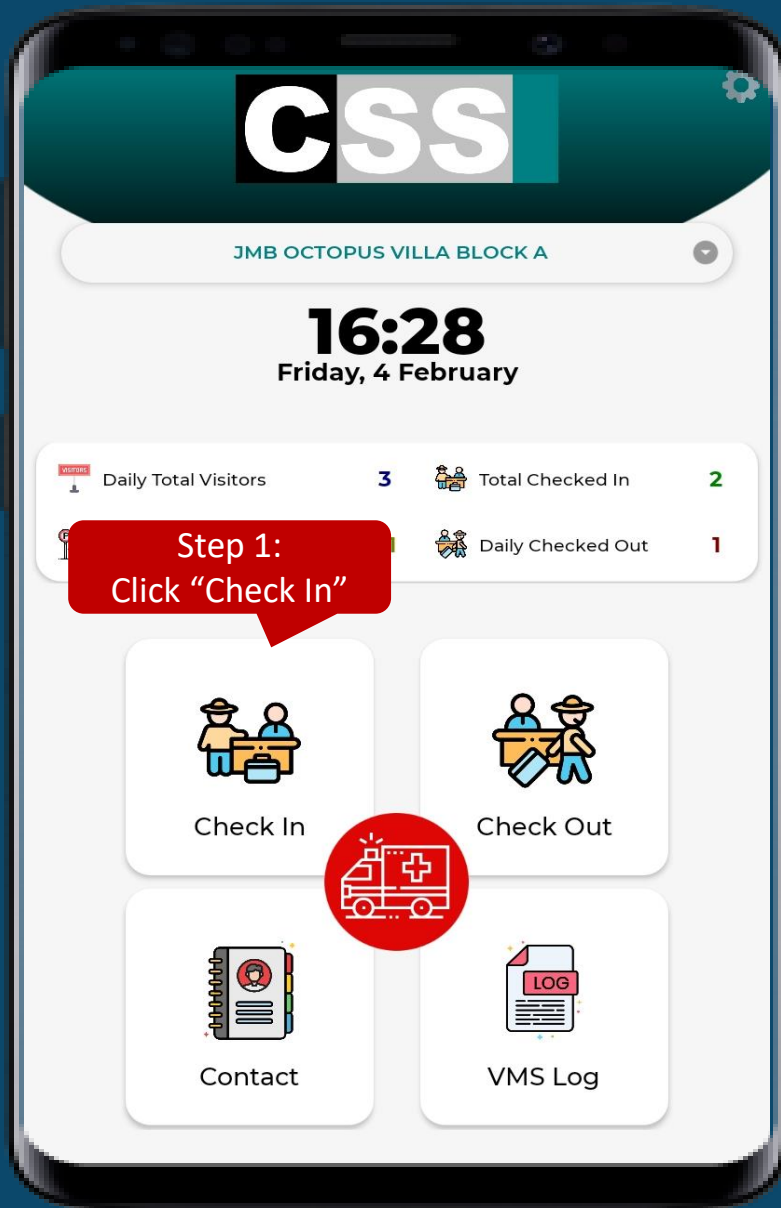 CSS
JMB OCTOPUS VILLA BLOCK A
16:28
Friday, 4 February
VISITORS
Daily Total Visitors 3
Total Checked In 2
Step 1:
Click “Check In”
Daily Checked Out 1
Check In
Check Out
LOG
Contact
VMS Log